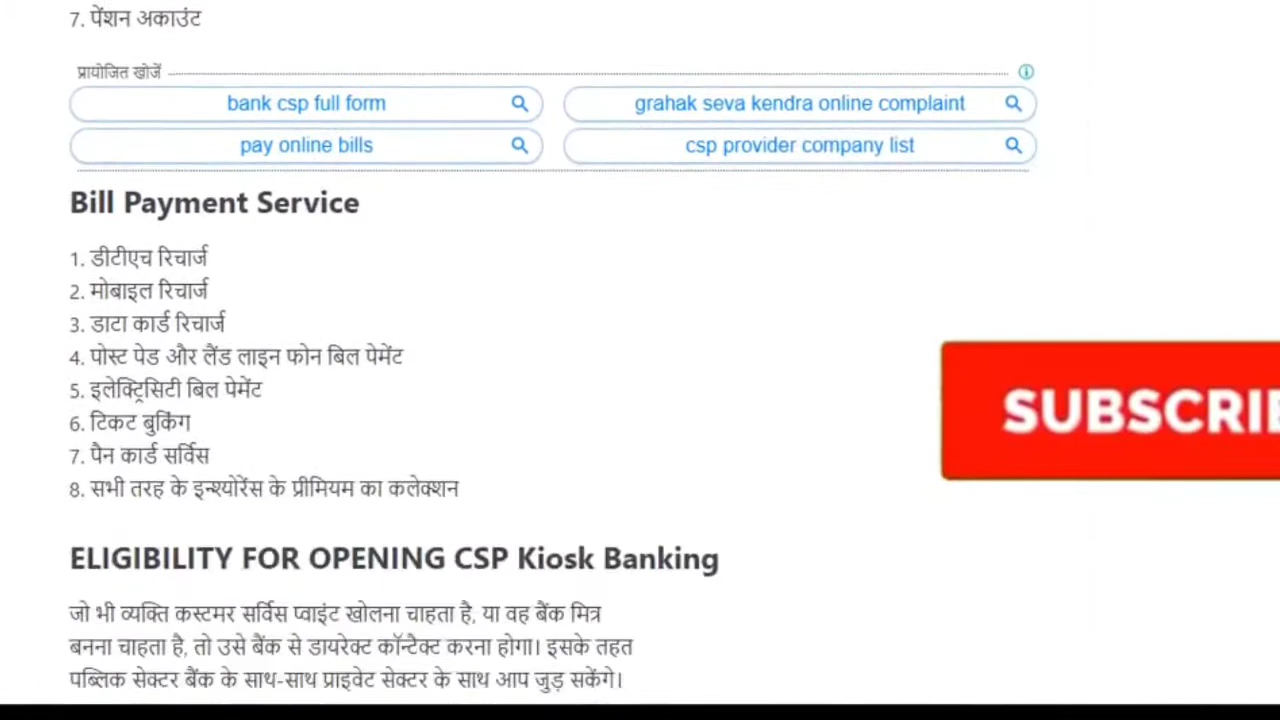 7. पेंशन अकाउंट
प्रायोजित खोजें
bank csp full form
grahak seva kendra online complaint
pay online bills
csp provider company list
Bill Payment Service
1. डीटीएच रिचार्ज
2. मोबाइल रिचार्ज
3. डाटा कार्ड रिचार्ज
4. पोस्ट पेड और लैंड लाइन फोन बिल पेमेंट
5. इलेक्ट्रिसिटी बिल पेमेंट
6. टिकट बुकिंग
7. पैन कार्ड सर्विस
8. सभी तरह के इन्श्योरेंस के प्रीमियम का कलेक्शन
SUBSCRIB
ELIGIBILITY FOR OPENING CSP Kiosk Banking
जो भी व्यक्ति कस्टमर सर्विस प्वाइंट खोलना चाहता है, या वह बैंक मित्र
बनना चाहता है, तो उसे बैंक से डायरेक्ट कॉन्टैक्ट करना होगा। इसके तहत
पब्लिक सेक्टर बैंक के साथ-साथ प्राइवेट सेक्टर के साथ आप जुड़ सकेंगे।